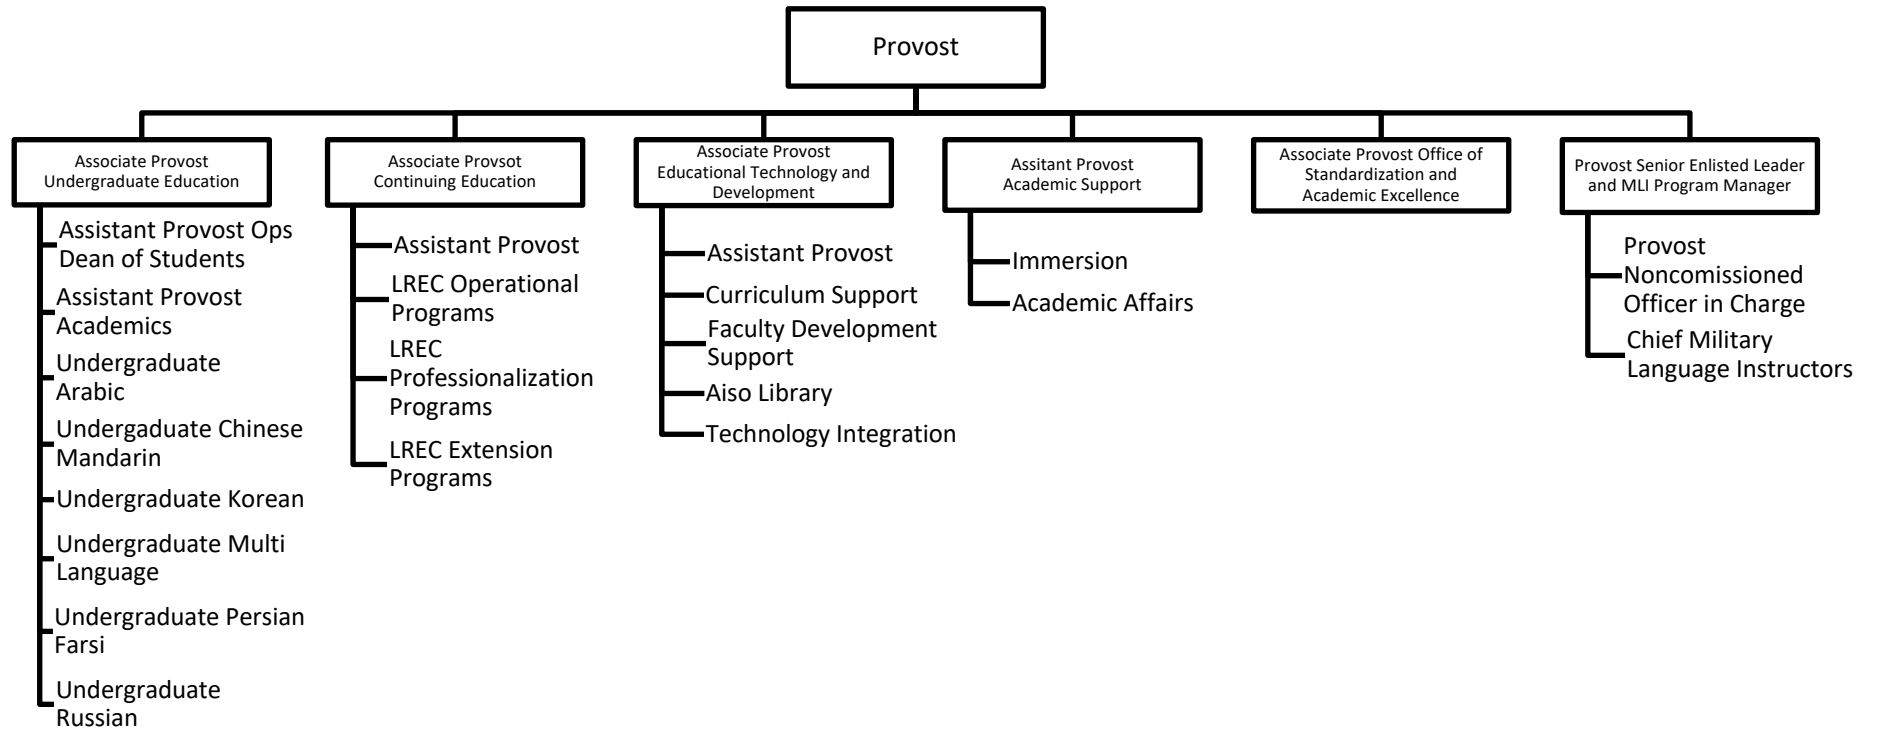 Provost
Associate Provost
Undergraduate Education
Assistant Provost Ops
Dean of Students
Assistant Provost
Academics
Undergraduate
Arabic
Undergaduate Chinese
Mandarin
Undergraduate Korean
Undergraduate Multi
Language
Undergraduate Persian
Farsi
Undergraduate
Russian
Associate Provsot
Continuing Education
Assistant Provost
LREC Operational
Programs
LREC
Professionalization
Programs
LREC Extension
Programs
Associate Provost
Educational Technology and
Development
Assistant Provost
Curriculum Support
Faculty Development
Support
Aiso Library
Technology Integration
Assitant Provost
Academic Support
Immersion
Academic Affairs
Associate Provost Office of
Standardization and
Academic Excellence
Provost Senior Enlisted Leader
and MLI Program Manager
Provost
Noncomissioned
Officer in Charge
Chief Military
Language Instructors